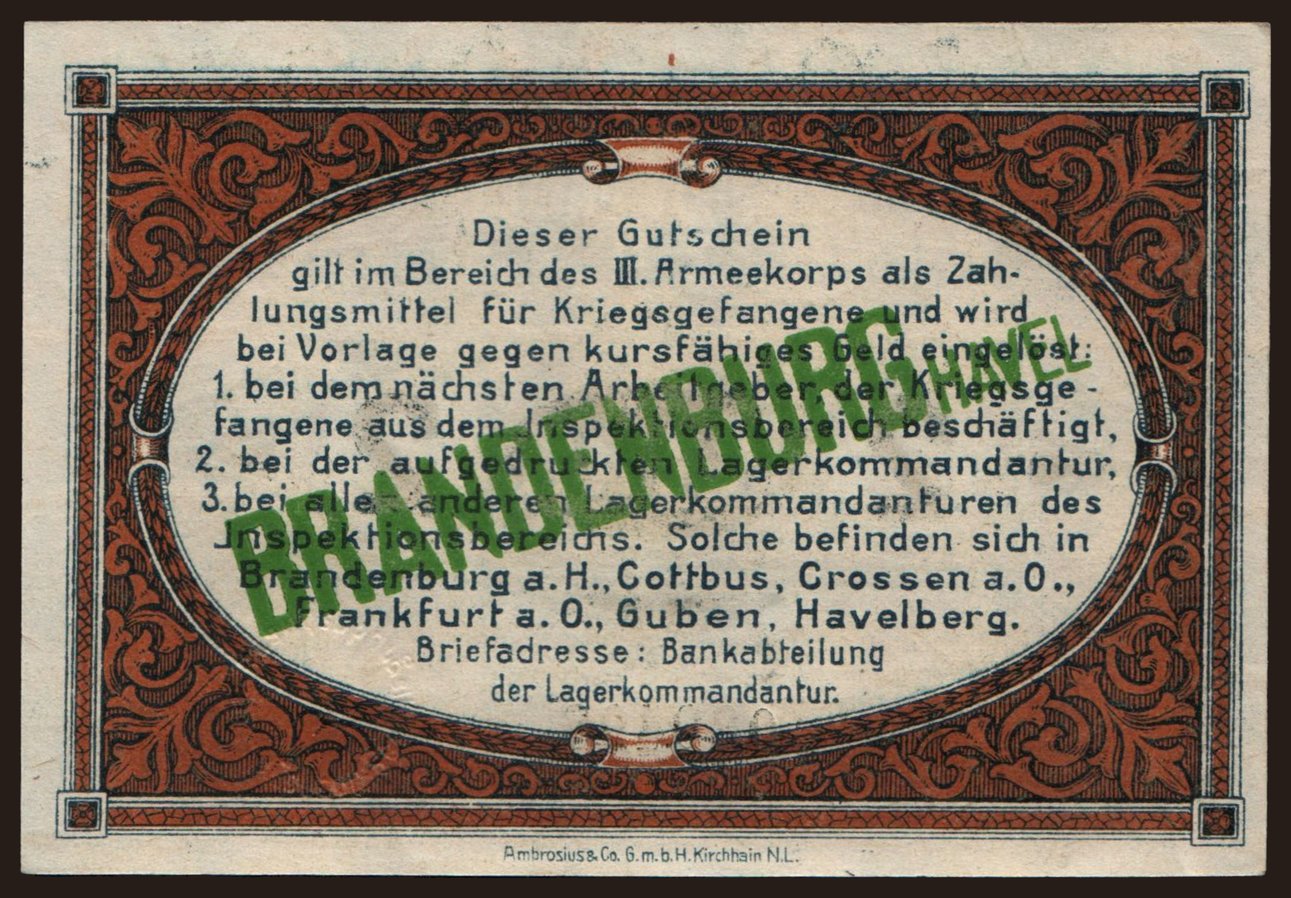 Dieser Gutschein
gilt im Bereich des III. Armeekorps als Zah-
lungsmittel für Kriegsgefangene und wird
bei Vorlage gegen kursfähiges Geld eingelöst:
1. bei dem nächsten Arbeitgeber, der Kriegsge-
fangene aus dem Inspektionsbereich beschäftigt,
2. bei der aufgedruckten Lagerkommandantur,
3. bei allen anderen Lagerkommandanturen des
Inspektionsbereichs. Solche befinden sich in
Brandenburg a. H., Cottbus, Crossen a. O.,
Frankfurt a. O., Guben, Havelberg.
Briefadresse: Bankabteilung
der Lagerkommandantur.
BRANDENBURG HAVEL
Ambrosius & Co. G.m.b.H. Kirchhain N.L.